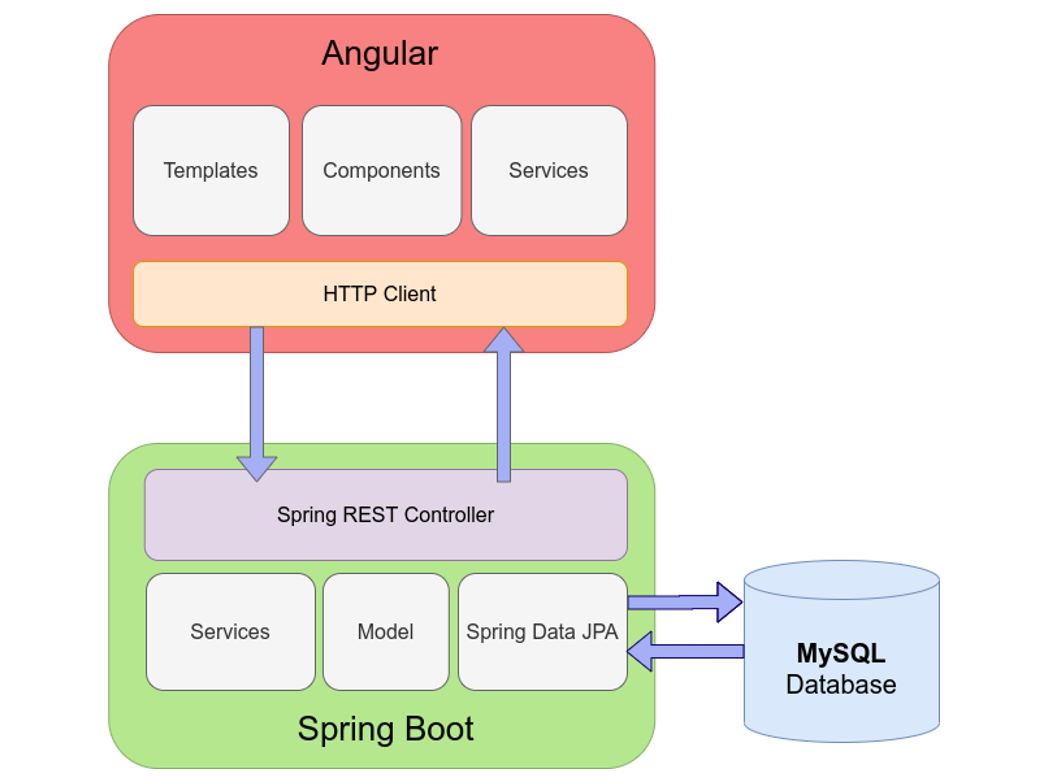 Angular
Templates
Components
Services
HTTP Client
Spring REST Controller
Services
Model
Spring Data JPA
Spring Boot
MySQL
Database